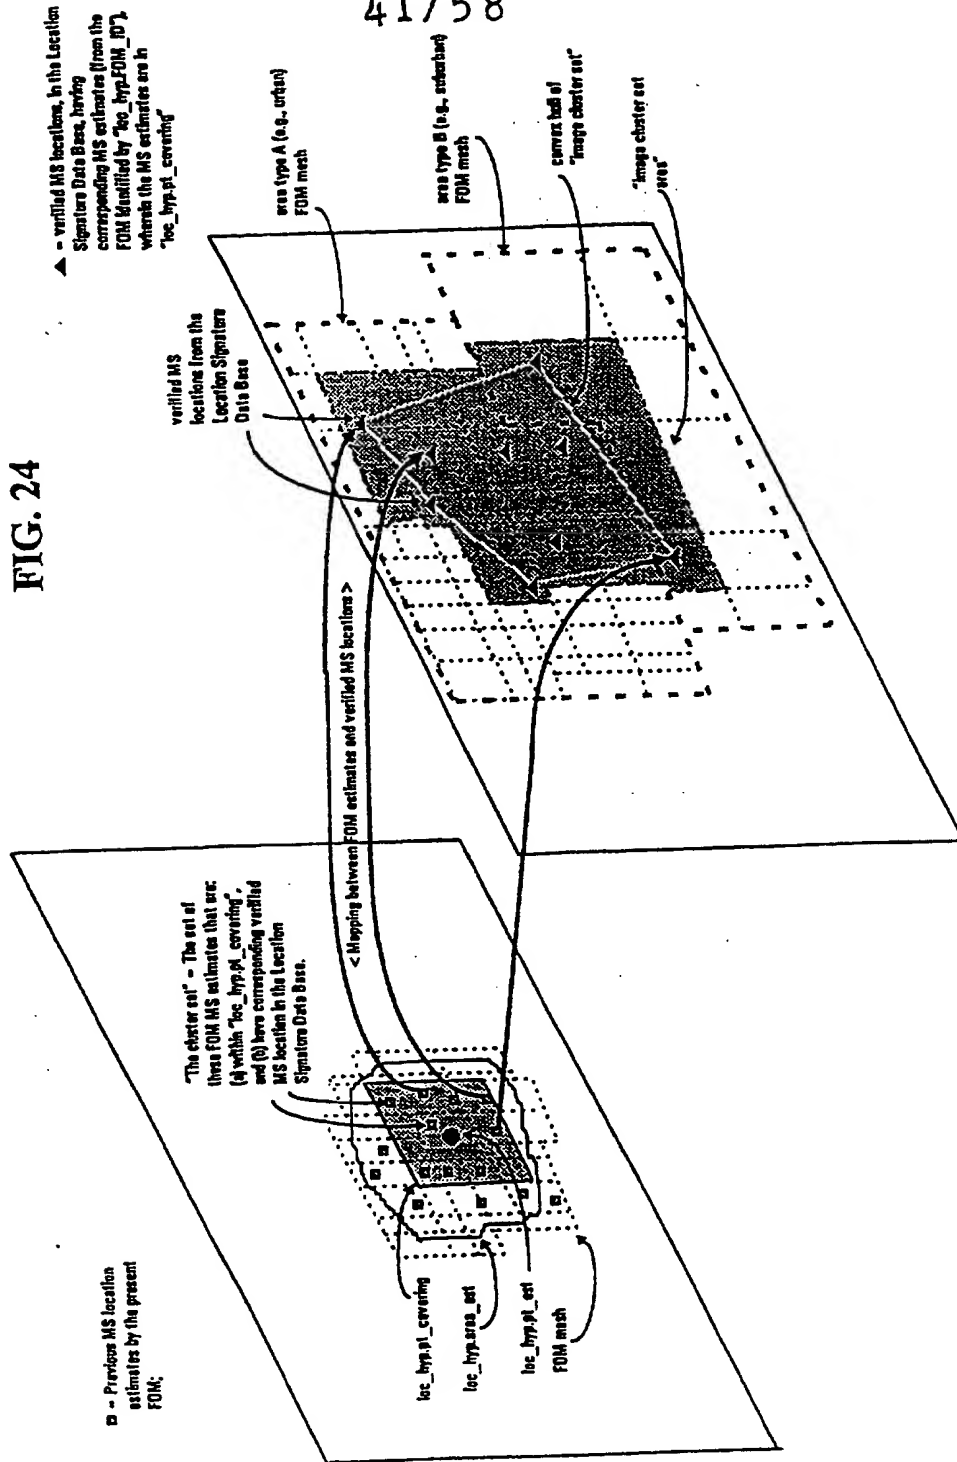 41/58
FIG. 24
▲ = verified MS locations, in the Location
Signature Data Base, having
corresponding MS estimates (from the
FOM identified by "loc_hyp.FOM_ID"),
wherein the MS estimates are in
"loc_hyp.pt_covering"
verified MS
locations from the
Location Signature
Data Base
area type A (e.g., urban)
FOM mesh
area type B (e.g., suburban)
FOM mesh
convex hull of
"image cluster set"
"image cluster set
area"
< Mapping between FOM estimates and verified MS locations >
"The cluster set" = The set of
these FOM MS estimates that are:
(a) within "loc_hyp.pt_covering",
and (b) have corresponding verified
MS location in the Location
Signature Data Base.
= Previous MS location
estimates by the present
FOM;
loc_hyp.pt_covering
loc_hyp.area_est
loc_hyp.pt_est
FOM mesh